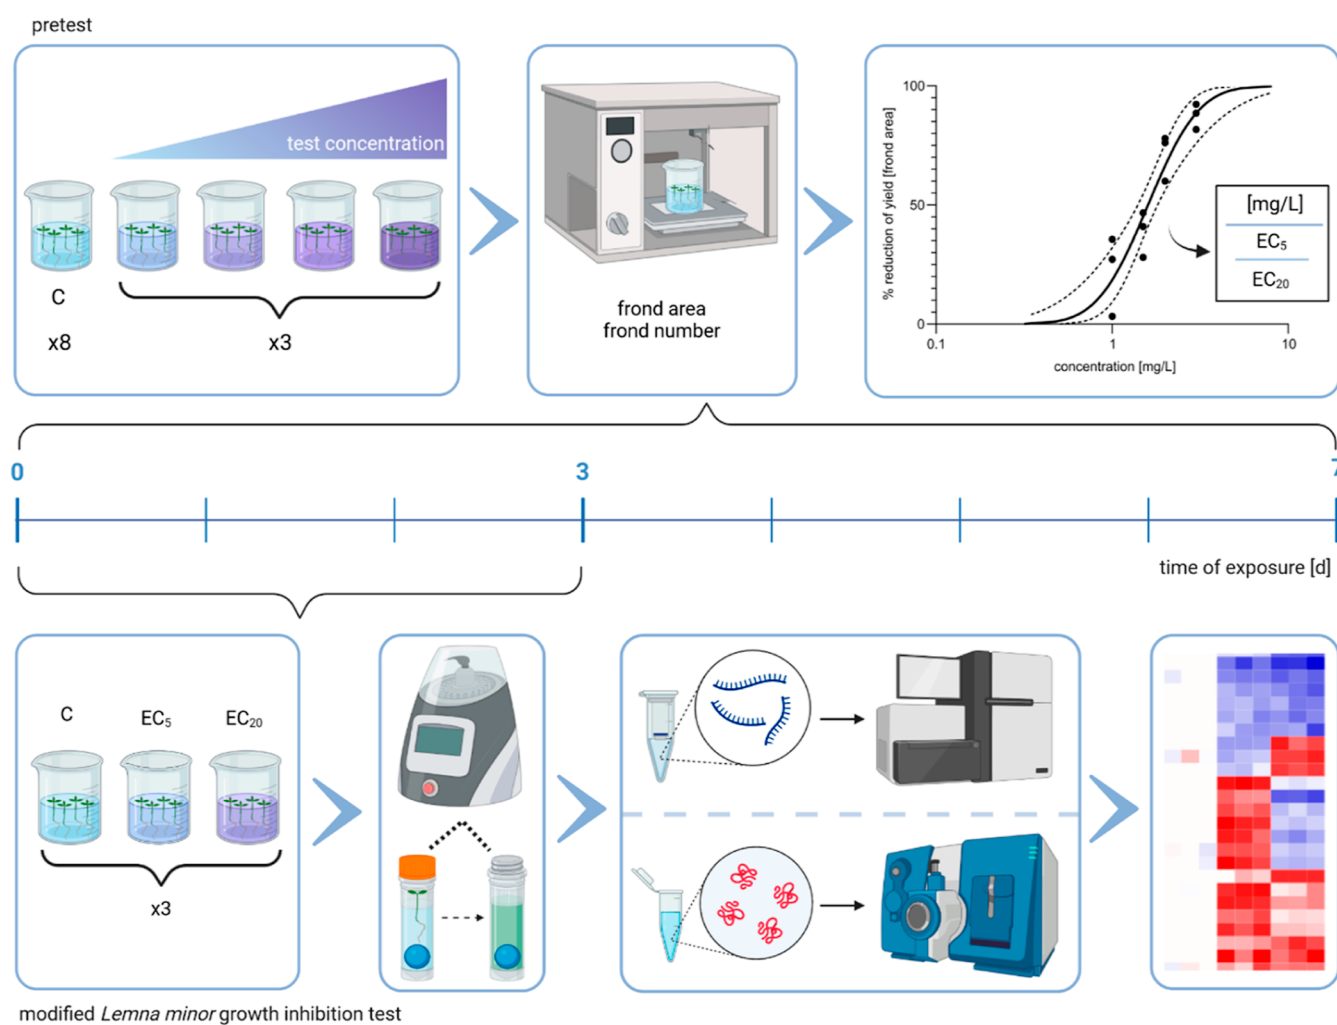 pretest
test concentration
C
x8
x3
frond area
frond number
% reduction of yield [frond area]
100
50
0
0.1
1
10
concentration [mg/L]
[mg/L]
EC₅
EC₂₀
0
3
7
time of exposure [d]
C
EC₅
EC₂₀
x3
modified Lemna minor growth inhibition test